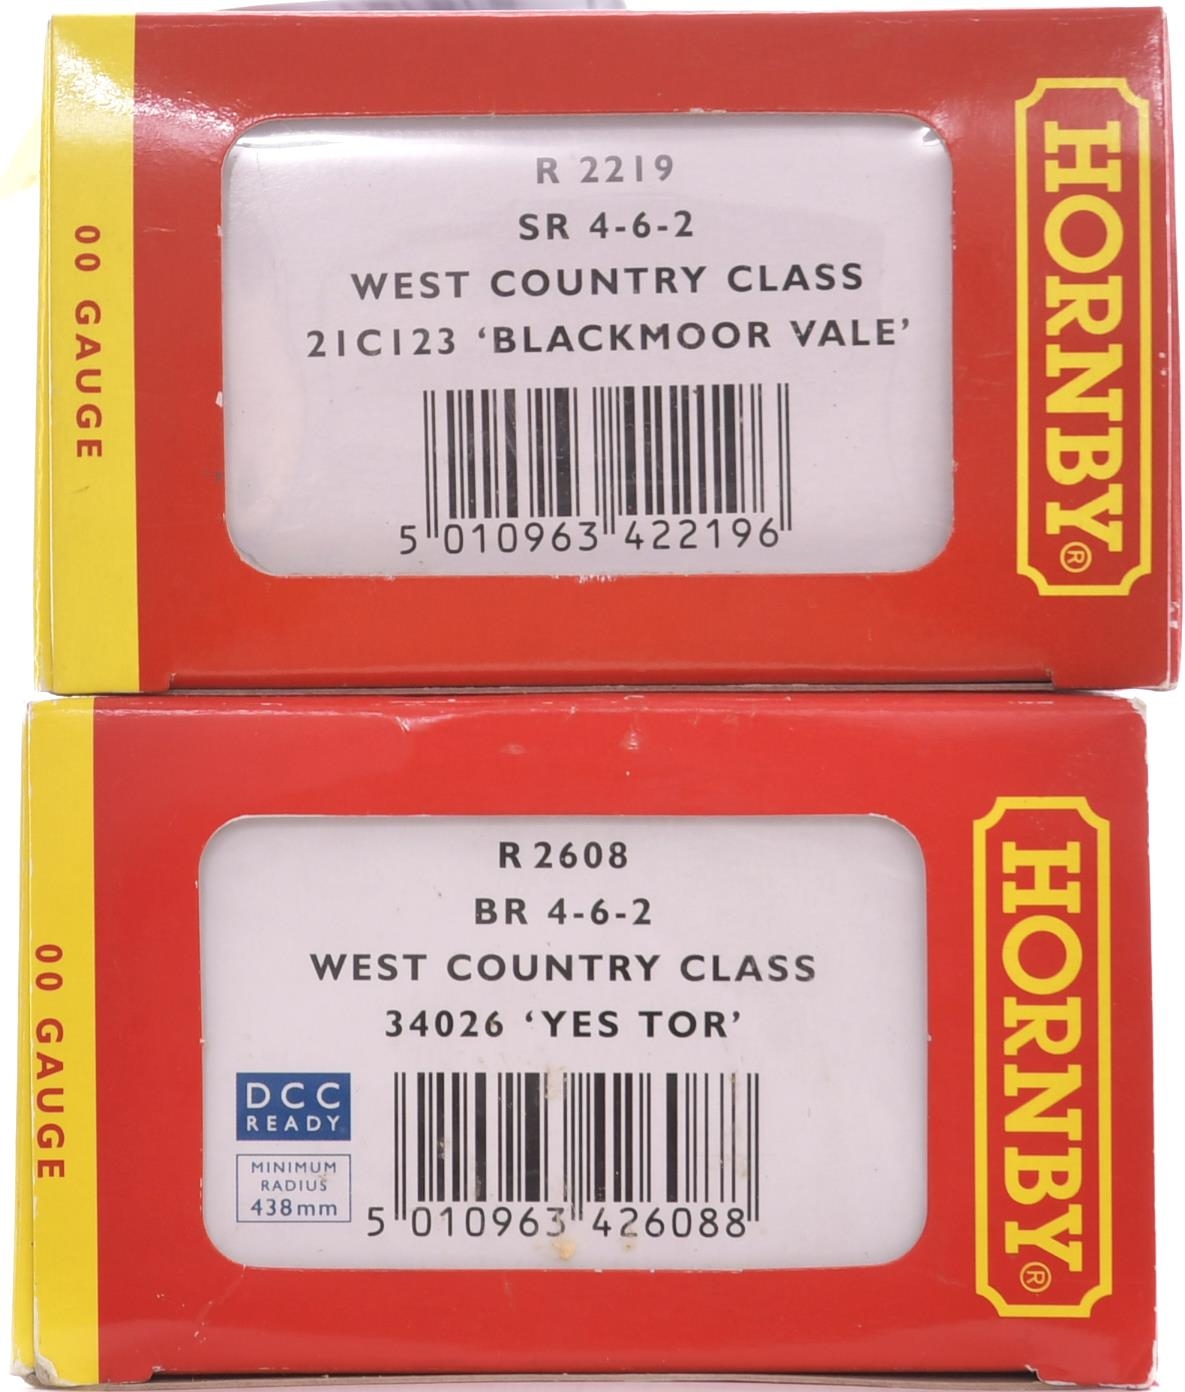 00 GAUGE
R 2219
SR 4-6-2
WEST COUNTRY CLASS
21C123 ‘BLACKMOOR VALE’
5 010963 422196
HORNBY®
00 GAUGE
R 2608
BR 4-6-2
WEST COUNTRY CLASS
34026 ‘YES TOR’
DCC
READY
MINIMUM
RADIUS
438mm
5 010963 426088
HORNBY®